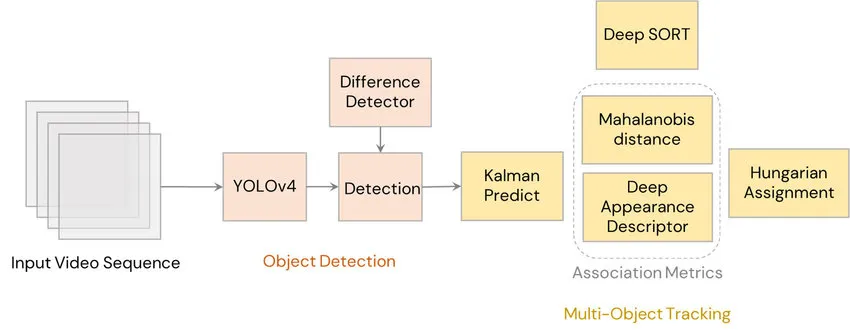 Deep SORT
Difference
Detector
Mahalanobis
distance
YOLOv4
Detection
Kalman
Predict
Deep
Appearance
Descriptor
Hungarian
Assignment
Input Video Sequence
Object Detection
Association Metrics
Multi-Object Tracking